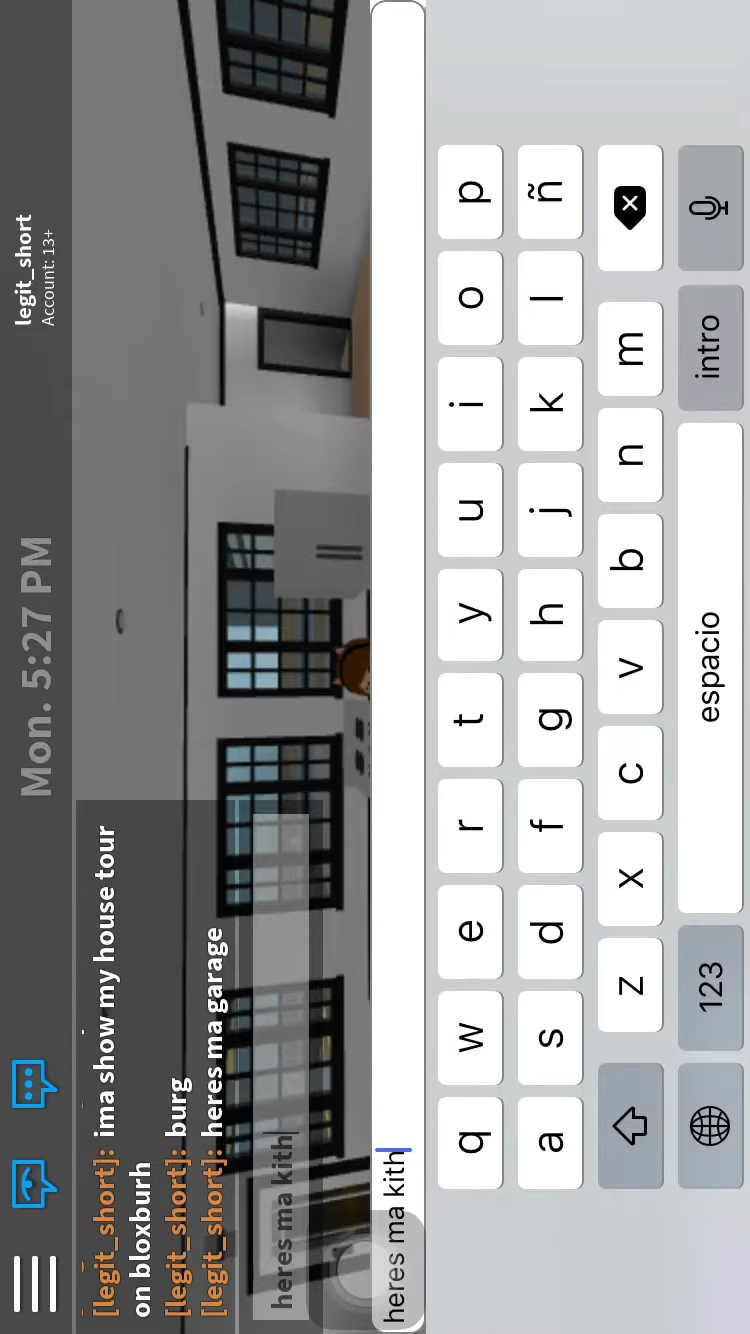 legit_short
Account: 13+
Mon. 5:27 PM
[legit_short]: ima show my house tour
on bloxburh
[legit_short]: burg
[legit_short]: heres ma garage
heres ma kith
heres ma kith
q w e r t y u i o p
a s d f g h j k l ñ
z x c v b n m
123 espacio intro